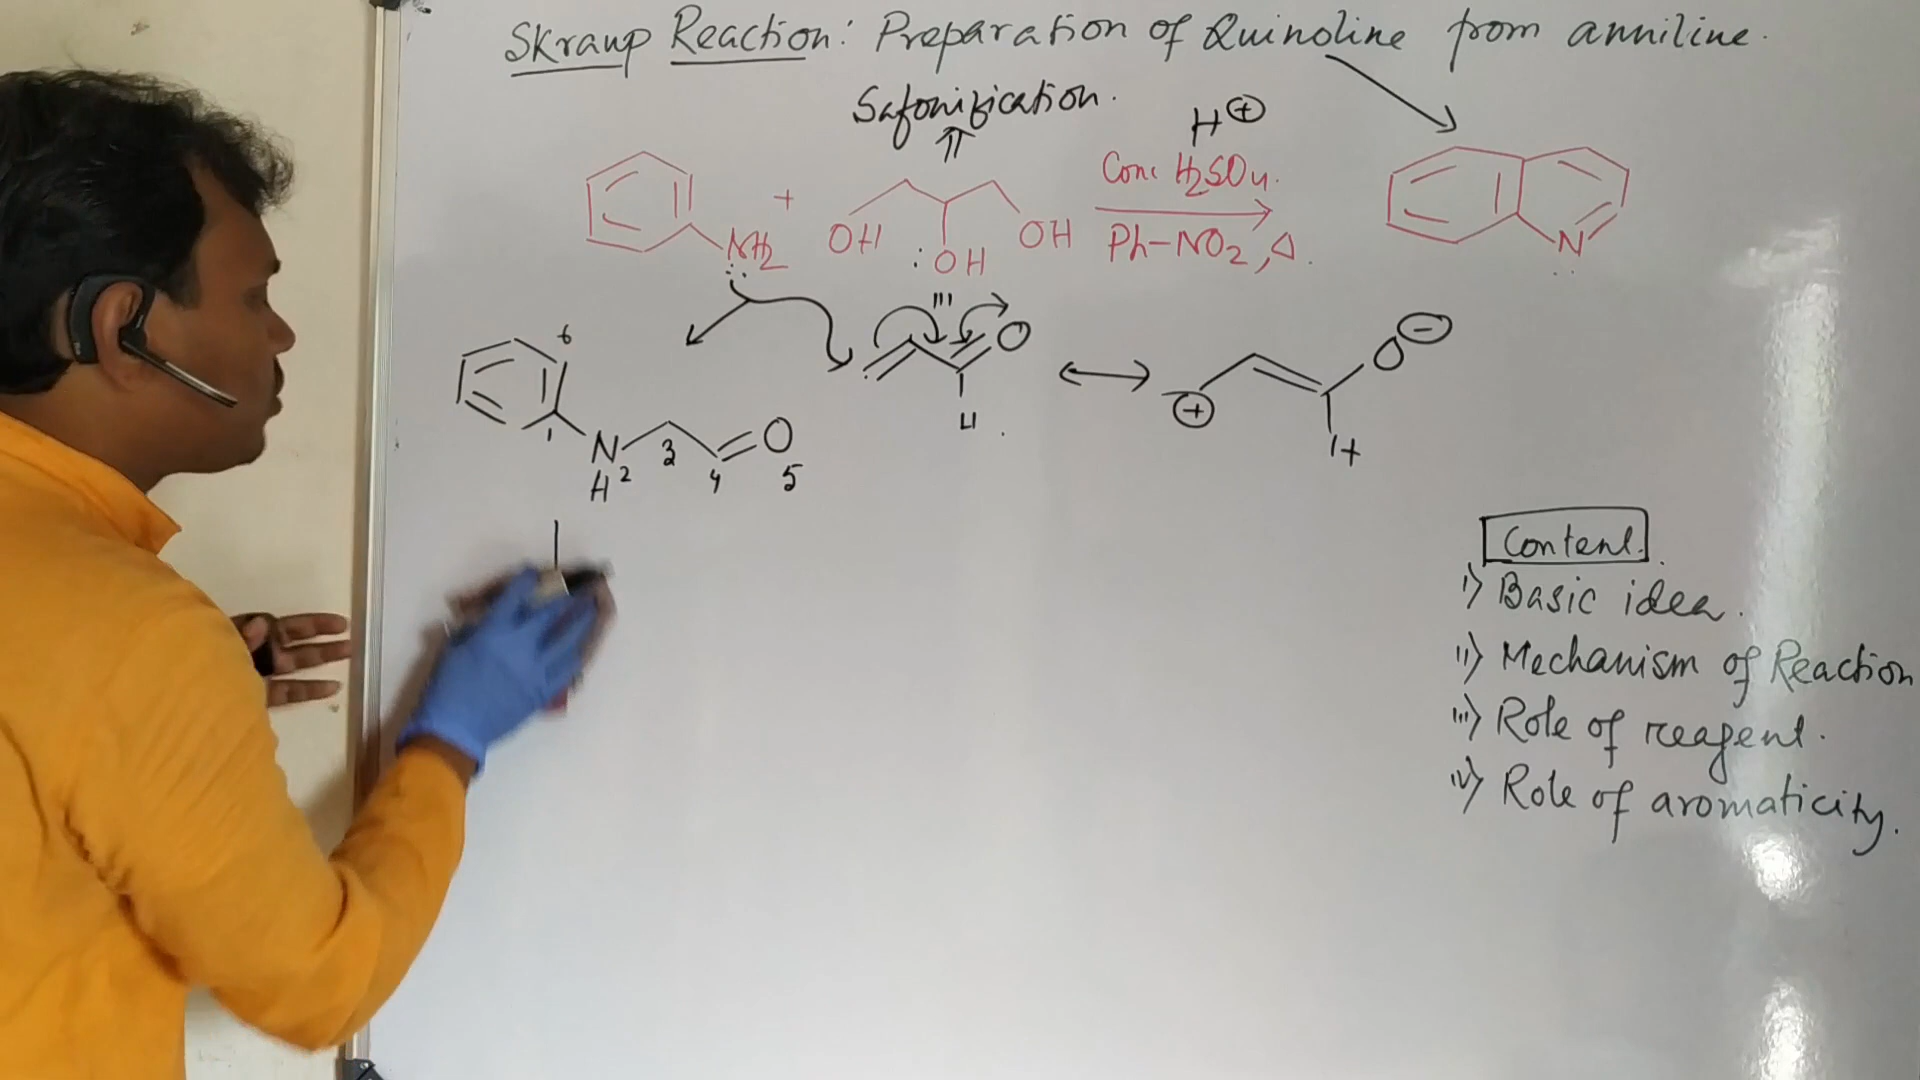 Skraup Reaction: Preparation of Quinoline from anniline.
Safonification.
H⊕
Conc H2SO4.
NH2 + OH OH OH
Ph-NO2, Δ.
N
O
H
O ⊖
⊕
H
6
1
N
H 2 3 4 O 5
Content.
i) Basic idea.
ii) Mechanism of Reaction
iii) Role of reagent.
iv) Role of aromaticity.